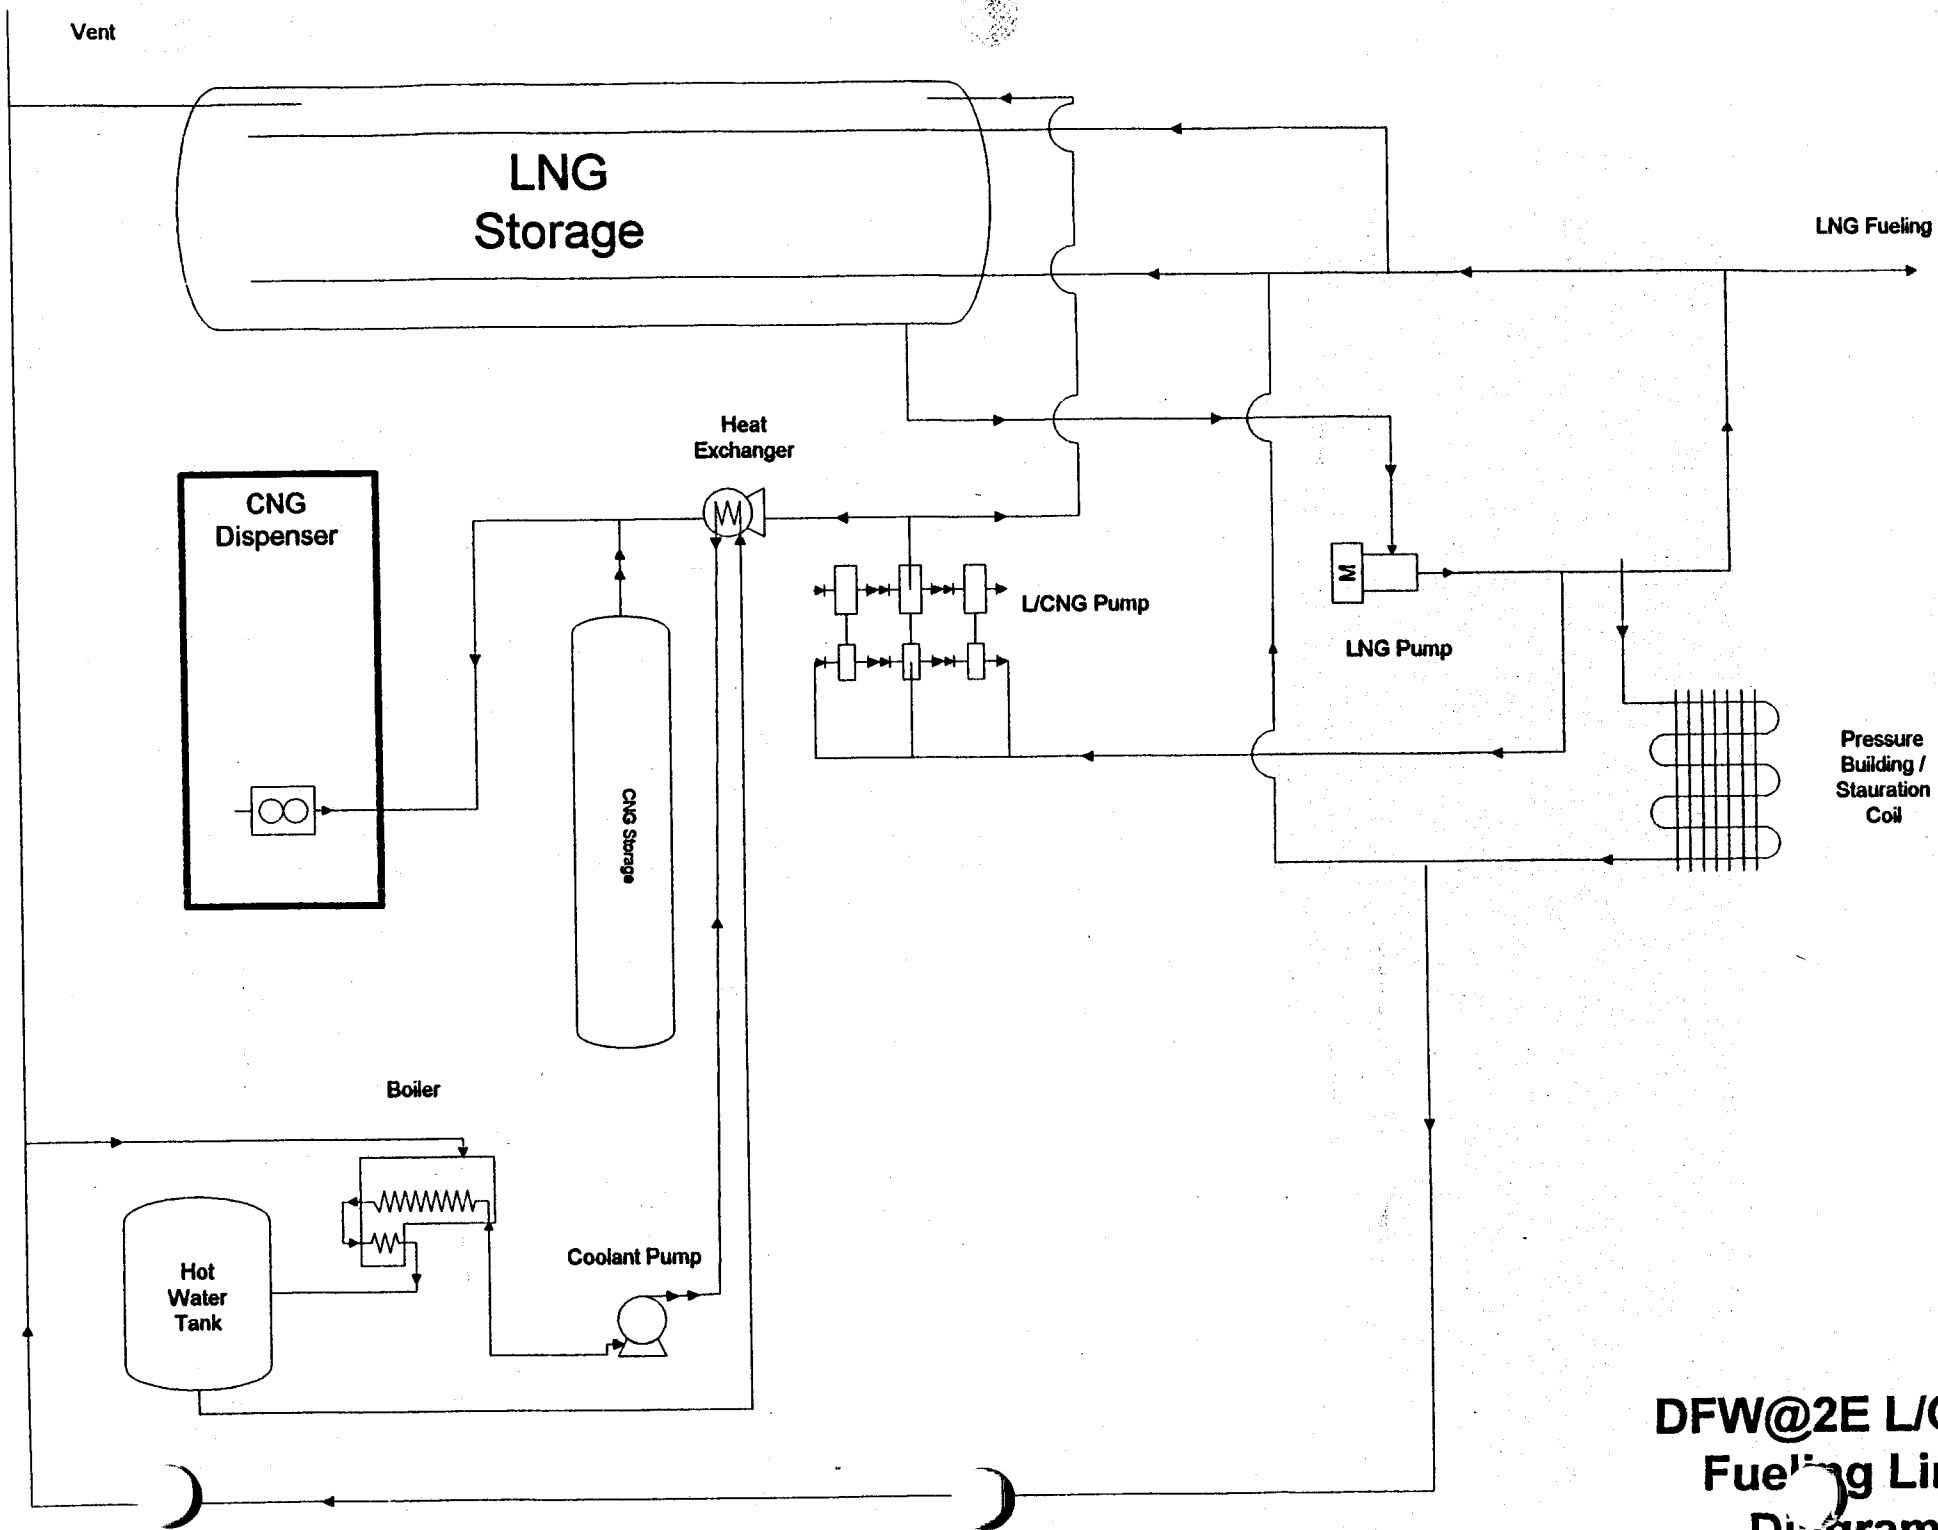 Vent
LNG
Storage
LNG Fueling
Heat
Exchanger
CNG
Dispenser
L/CNG Pump
M
LNG Pump
Pressure
Building /
Stauration
Coil
CNG Storage
Boiler
Coolant Pump
Hot
Water
Tank
DFW@2E L/